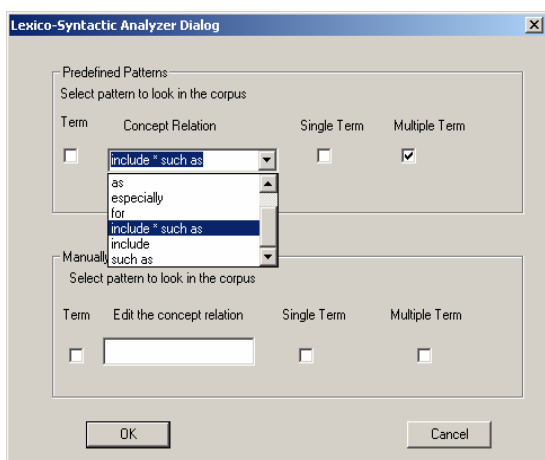 Lexico-Syntactic Analyzer Dialog
Predefined Patterns
Select pattern to look in the corpus
Term Concept Relation Single Term Multiple Term
include * such as
as
especially
for
include * such as
include
such as
Manually
Select pattern to look in the corpus
Term Edit the concept relation Single Term Multiple Term
OK Cancel